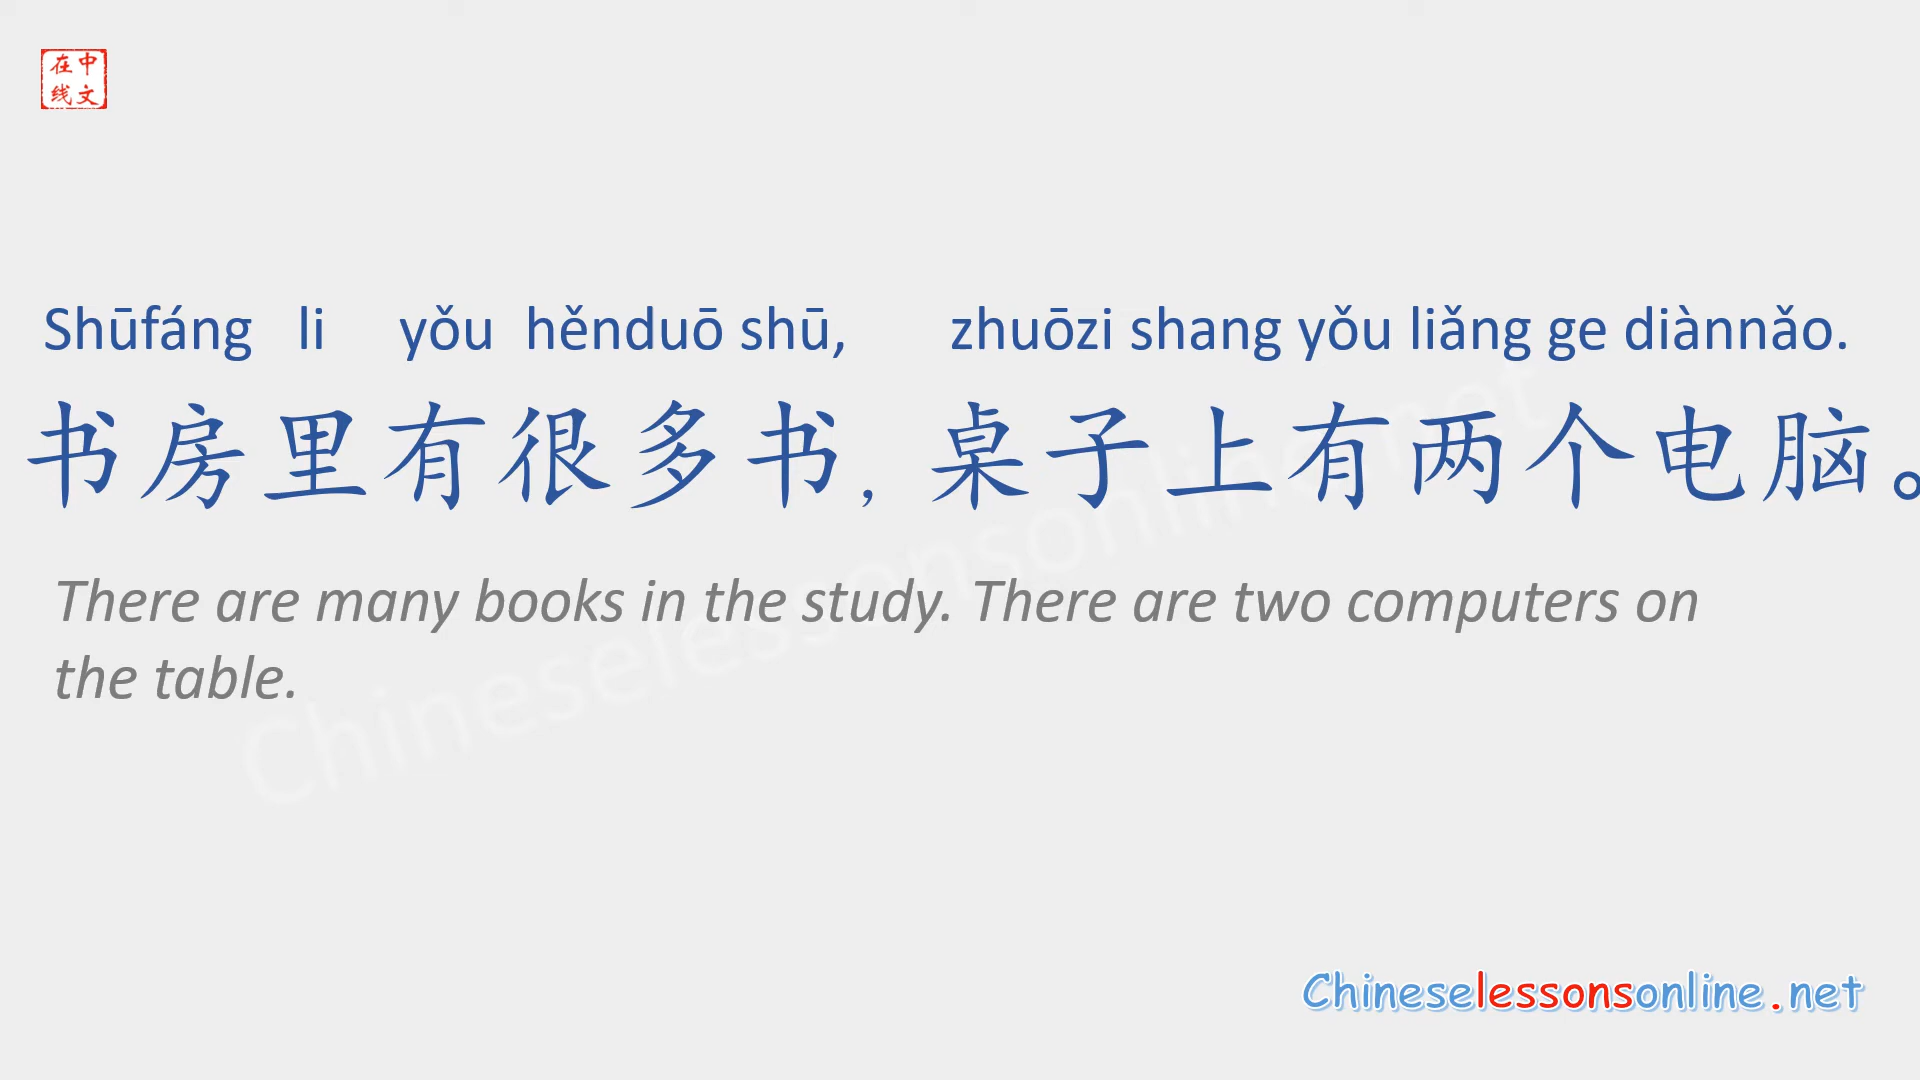 在中
线文
Shūfáng li yǒu hěnduō shū, zhuōzi shang yǒu liǎng ge diànnǎo.
书房里有很多书, 桌子上有两个电脑。
There are many books in the study. There are two computers on
the table.
Chineselessonsonline.net
Chineselessonsonline.net